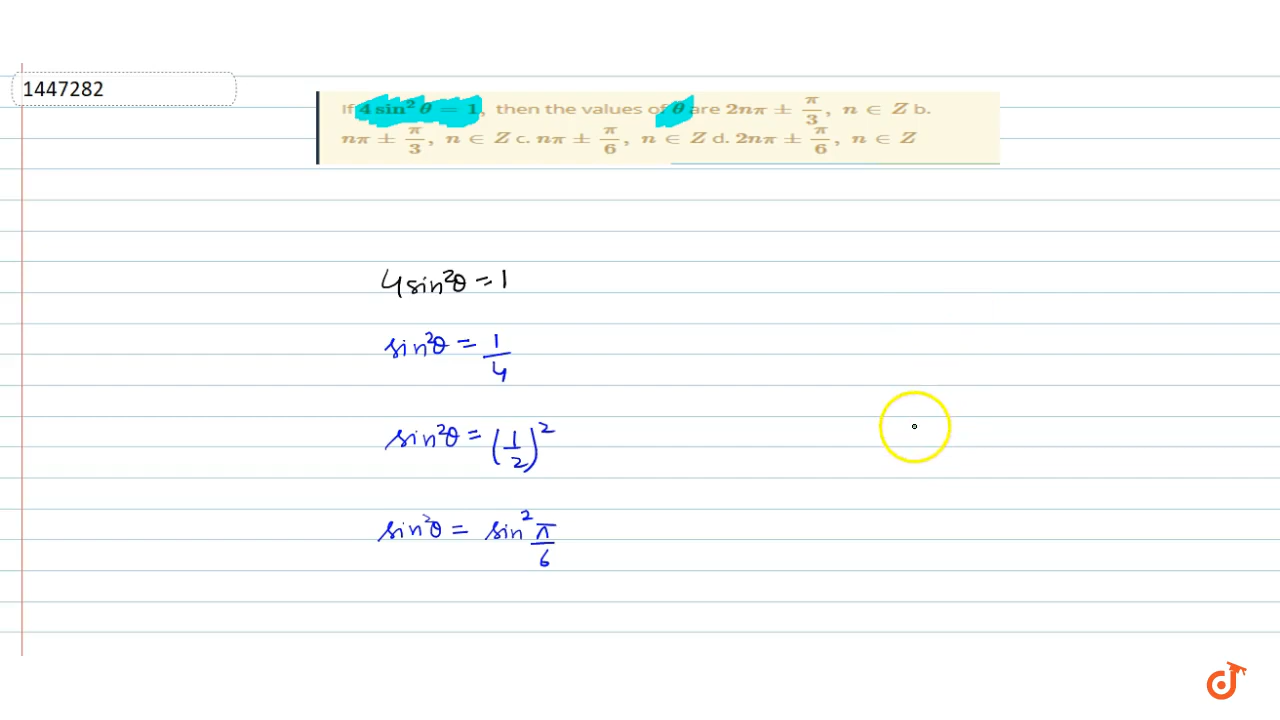 1447282
If 4 sin² θ = 1, then the values of θ are 2nπ ± π/3, n ∈ Z b.
nπ ± π/3, n ∈ Z c. nπ ± π/6, n ∈ Z d. 2nπ ± π/6, n ∈ Z
4sin²θ = 1
sin²θ = 1/4
sin²θ = (1/2)²
sin²θ = sin² π/6